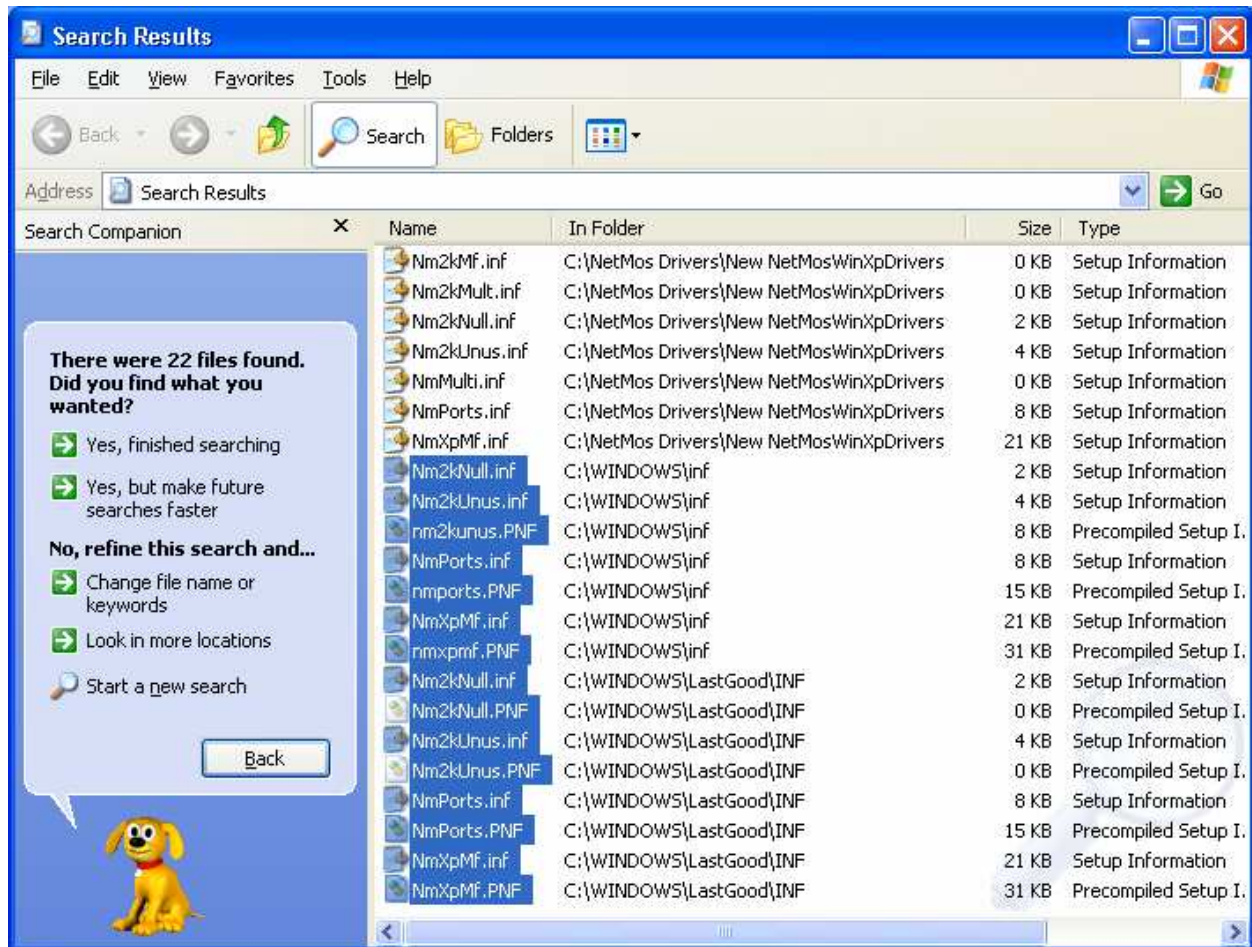 Search Results
File Edit View Favorites Tools Help
Back Search Folders
Address Search Results Go
Search Companion
There were 22 files found.
Did you find what you
wanted?
Yes, finished searching
Yes, but make future
searches faster
No, refine this search and...
Change file name or
keywords
Look in more locations
Start a new search
Back
Name In Folder Size Type
Nm2kMf.inf C:\NetMos Drivers\New NetMosWinXpDrivers 0 KB Setup Information
Nm2kMult.inf C:\NetMos Drivers\New NetMosWinXpDrivers 0 KB Setup Information
Nm2kNull.inf C:\NetMos Drivers\New NetMosWinXpDrivers 2 KB Setup Information
Nm2kUnus.inf C:\NetMos Drivers\New NetMosWinXpDrivers 4 KB Setup Information
NmMulti.inf C:\NetMos Drivers\New NetMosWinXpDrivers 0 KB Setup Information
NmPorts.inf C:\NetMos Drivers\New NetMosWinXpDrivers 8 KB Setup Information
NmXpMf.inf C:\NetMos Drivers\New NetMosWinXpDrivers 21 KB Setup Information
Nm2kNull.inf C:\WINDOWS\inf 2 KB Setup Information
Nm2kUnus.inf C:\WINDOWS\inf 4 KB Setup Information
nm2kunus.PNF C:\WINDOWS\inf 8 KB Precompiled Setup I.
NmPorts.inf C:\WINDOWS\inf 8 KB Setup Information
nmports.PNF C:\WINDOWS\inf 15 KB Precompiled Setup I.
NmXpMf.inf C:\WINDOWS\inf 21 KB Setup Information
nmxpmf.PNF C:\WINDOWS\inf 31 KB Precompiled Setup I.
Nm2kNull.inf C:\WINDOWS\LastGood\INF 2 KB Setup Information
Nm2kNull.PNF C:\WINDOWS\LastGood\INF 0 KB Precompiled Setup I.
Nm2kUnus.inf C:\WINDOWS\LastGood\INF 4 KB Setup Information
Nm2kUnus.PNF C:\WINDOWS\LastGood\INF 0 KB Precompiled Setup I.
NmPorts.inf C:\WINDOWS\LastGood\INF 8 KB Setup Information
NmPorts.PNF C:\WINDOWS\LastGood\INF 15 KB Precompiled Setup I.
NmXpMf.inf C:\WINDOWS\LastGood\INF 21 KB Setup Information
NmXpMf.PNF C:\WINDOWS\LastGood\INF 31 KB Precompiled Setup I.